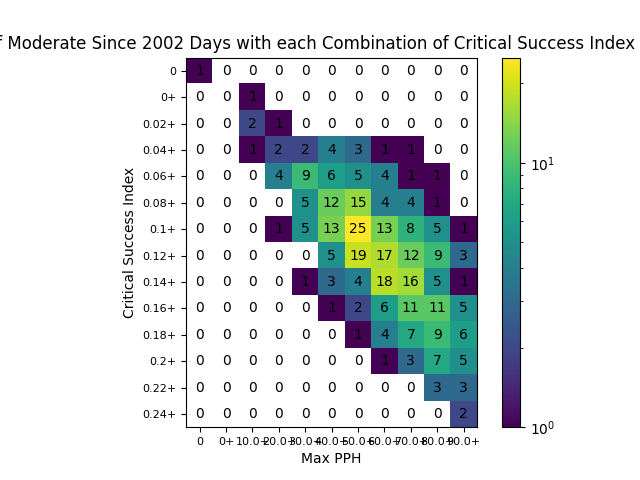 f Moderate Since 2002 Days with each Combination of Critical Success Index
0 1 0 0 0 0 0 0 0 0 0 0
0+ 0 0 1 0 0 0 0 0 0 0 0
0.02+ 0 0 2 1 0 0 0 0 0 0 0
0.04+ 0 0 1 2 2 4 3 1 1 0 0
0.06+ 0 0 0 4 9 6 5 4 1 1 0
0.08+ 0 0 0 0 5 12 15 4 4 1 0
0.1+ 0 0 0 1 5 13 25 13 8 5 1
0.12+ 0 0 0 0 0 5 19 17 12 9 3
0.14+ 0 0 0 0 1 3 4 18 16 5 1
0.16+ 0 0 0 0 0 1 2 6 11 11 5
0.18+ 0 0 0 0 0 0 1 4 7 9 6
0.2+ 0 0 0 0 0 0 0 1 3 7 5
0.22+ 0 0 0 0 0 0 0 0 0 3 3
0.24+ 0 0 0 0 0 0 0 0 0 0 2
0 0+ 10.0+ 20.0+ 30.0+ 40.0+ 50.0+ 60.0+ 70.0+ 80.0+ 90.0+
Max PPH
Critical Success Index
10¹
10⁰